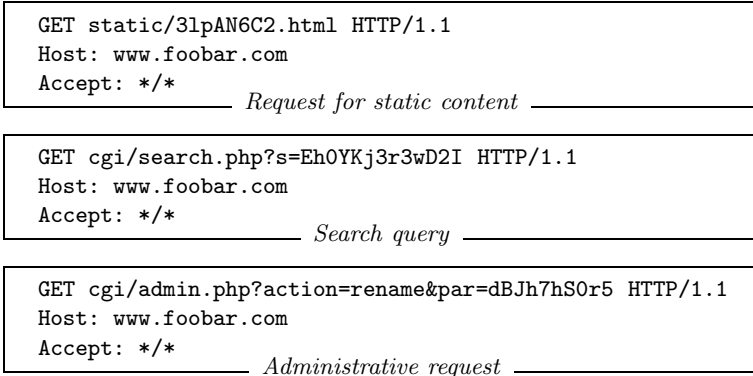 GET static/3lpAN6C2.html HTTP/1.1
Host: www.foobar.com
Accept: */*
Request for static content
GET cgi/search.php?s=Eh0YKj3r3wD2I HTTP/1.1
Host: www.foobar.com
Accept: */*
Search query
GET cgi/admin.php?action=rename&par=dBJh7hS0r5 HTTP/1.1
Host: www.foobar.com
Accept: */*
Administrative request